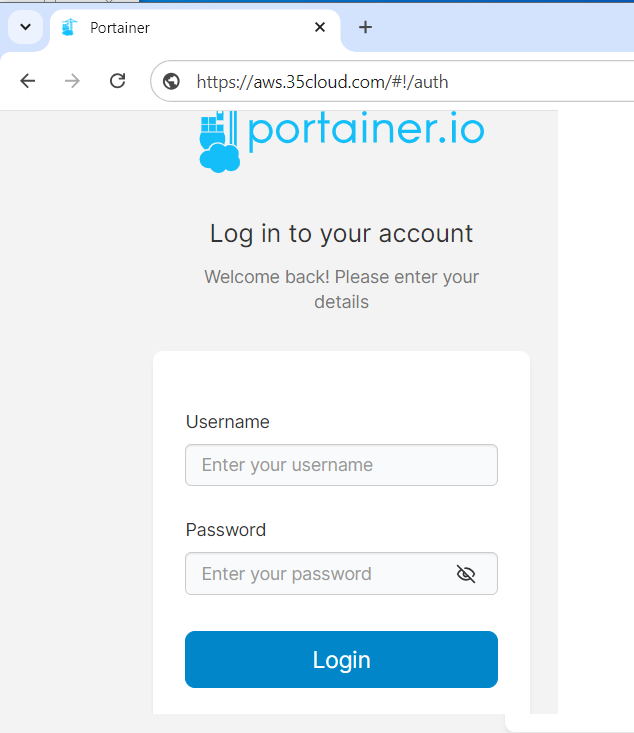 Portainer
https://aws.35cloud.com/#!/auth
portainer.io
Log in to your account
Welcome back! Please enter your
details
Username
Enter your username
Password
Enter your password
Login